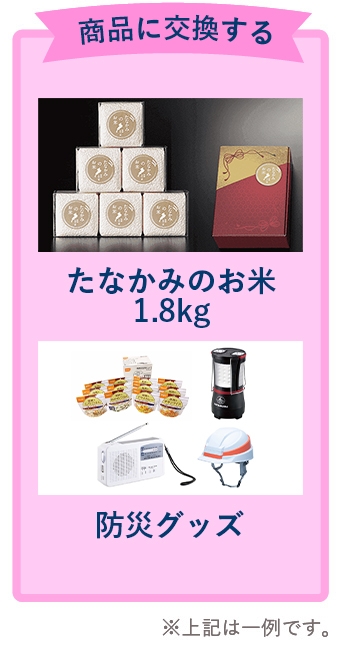 商品に交換する
たなかみのお米
1.8kg
防災グッズ
※上記は一例です。